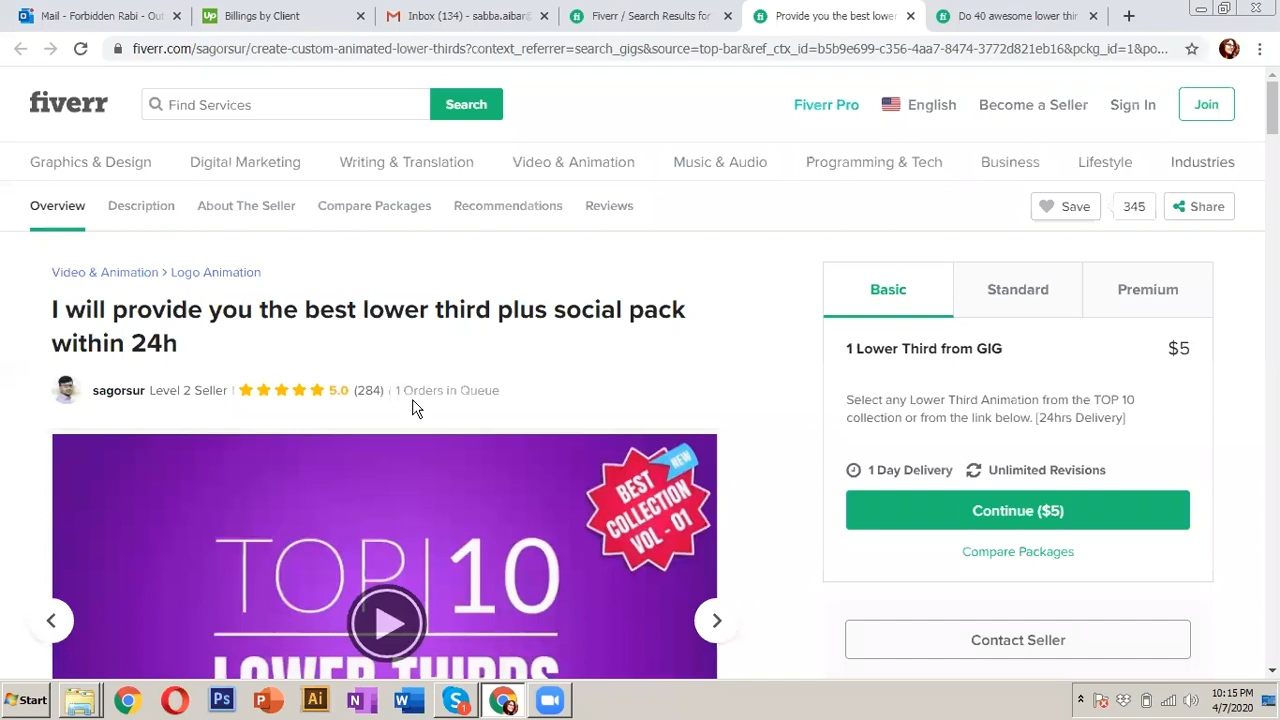 Mail - Forbidden Rabi - Out
Billings by Client
Inbox (134) - sabba.aibar
Fiverr / Search Results for
Provide you the best lower
Do 40 awesome lower thir
fiverr.com/sagorsur/create-custom-animated-lower-thirds?context_referrer=search_gigs&source=top-bar&ref_ctx_id=b5b9e699-c356-4aa7-8474-3772d821eb16&pckg_id=1&po...
fiverr
Find Services
Search
Fiverr Pro
English
Become a Seller
Sign In
Join
Graphics & Design
Digital Marketing
Writing & Translation
Video & Animation
Music & Audio
Programming & Tech
Business
Lifestyle
Industries
Overview
Description
About The Seller
Compare Packages
Recommendations
Reviews
Save
345
Share
Video & Animation > Logo Animation
I will provide you the best lower third plus social pack
within 24h
sagorsur Level 2 Seller 5.0 (284) 1 Orders in Queue
NEW
BEST
COLLECTION
VOL - 01
TOP 10
LOWER THIRDS
Basic
Standard
Premium
1 Lower Third from GIG
$5
Select any Lower Third Animation from the TOP 10
collection or from the link below. [24hrs Delivery]
1 Day Delivery
Unlimited Revisions
Continue ($5)
Compare Packages
Contact Seller
Start
Ps
P
Ai
N
W
S
1
10:15 PM
4/7/2020